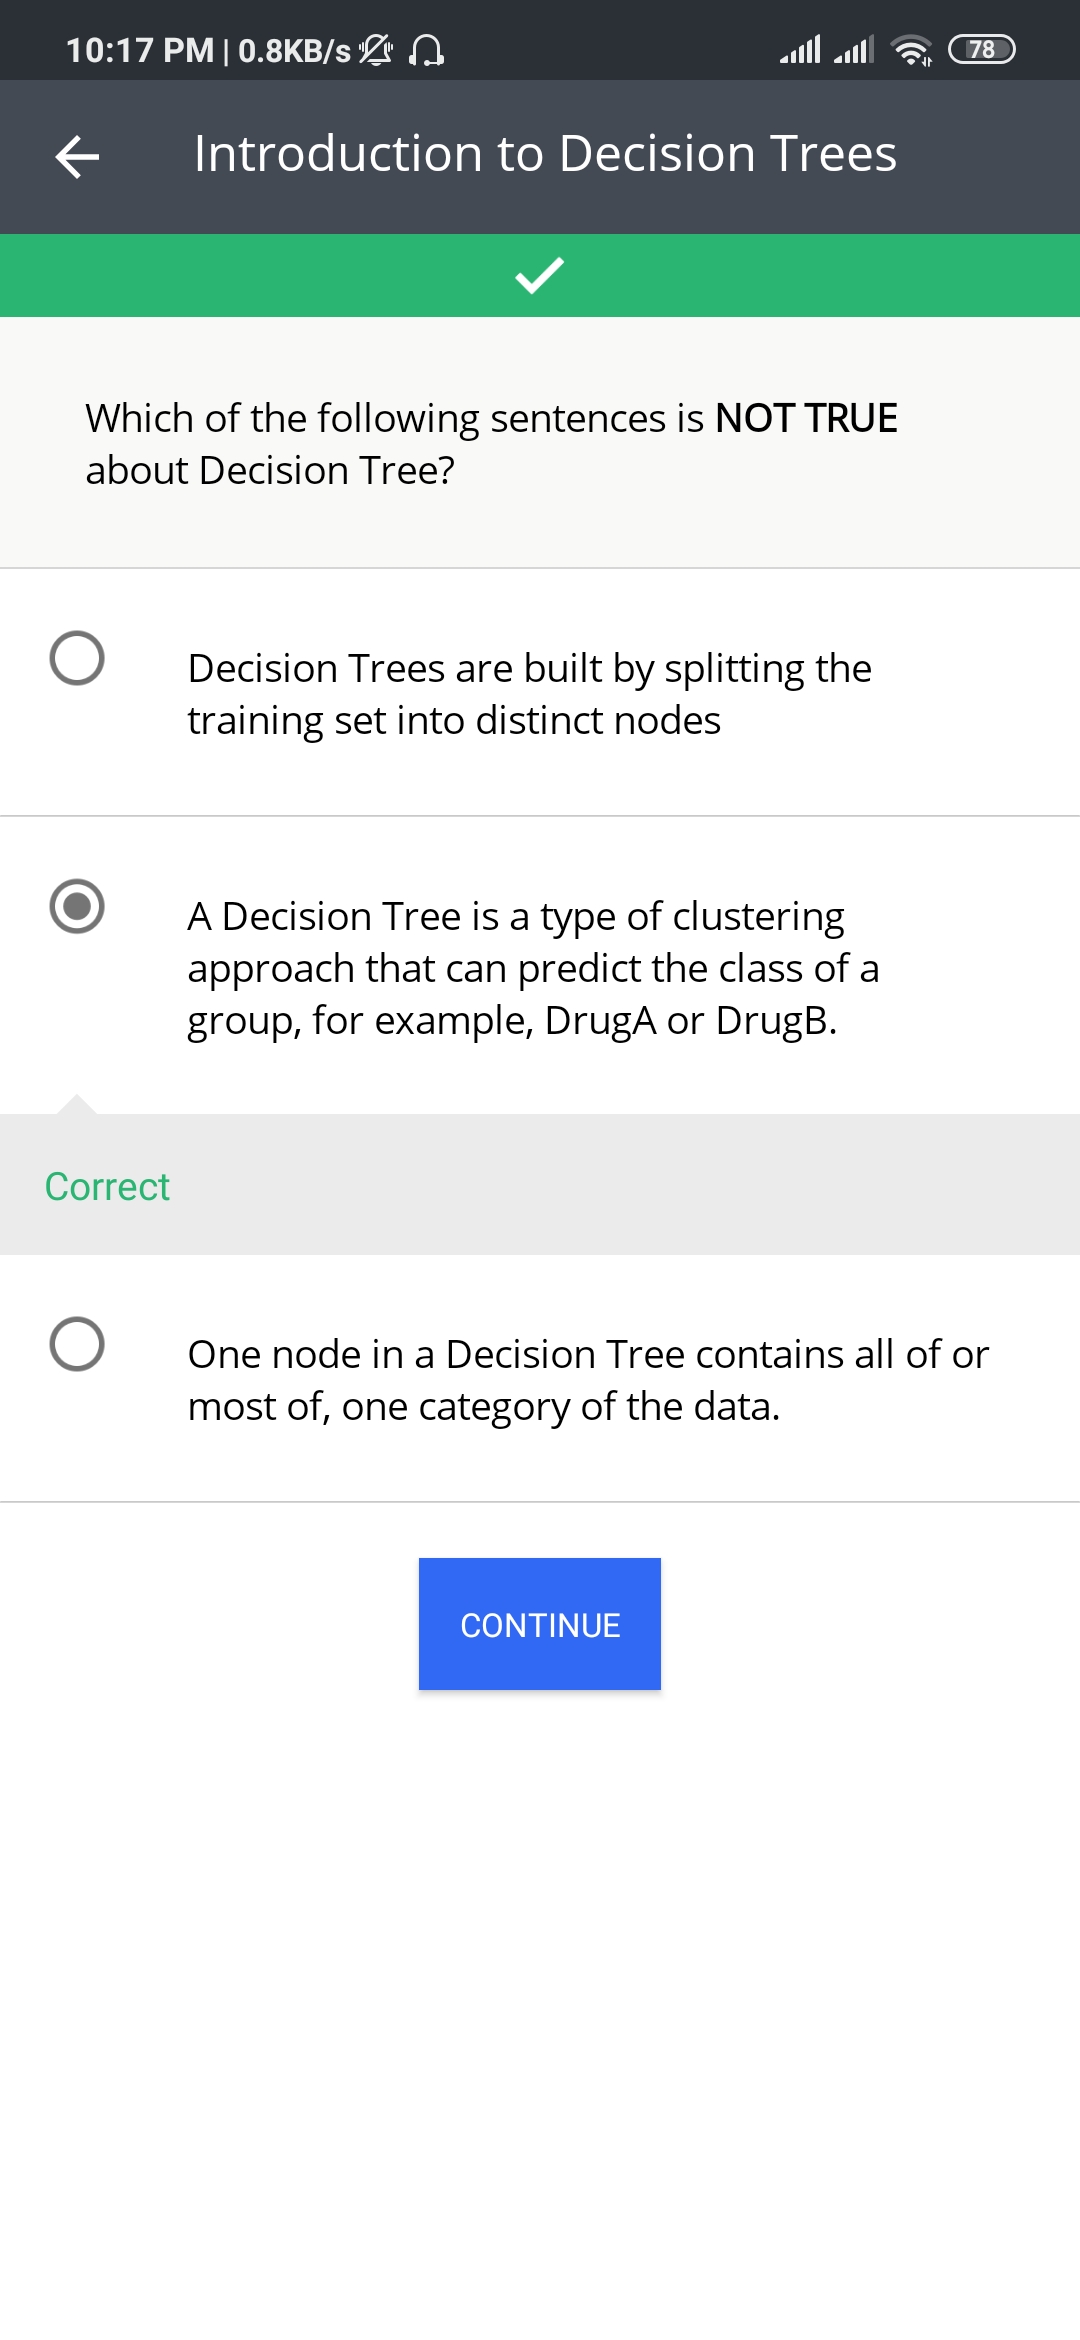 10:17 PM | 0.8KB/s 78
Introduction to Decision Trees
Which of the following sentences is NOT TRUE
about Decision Tree?
Decision Trees are built by splitting the
training set into distinct nodes
A Decision Tree is a type of clustering
approach that can predict the class of a
group, for example, DrugA or DrugB.
Correct
One node in a Decision Tree contains all of or
most of, one category of the data.
CONTINUE